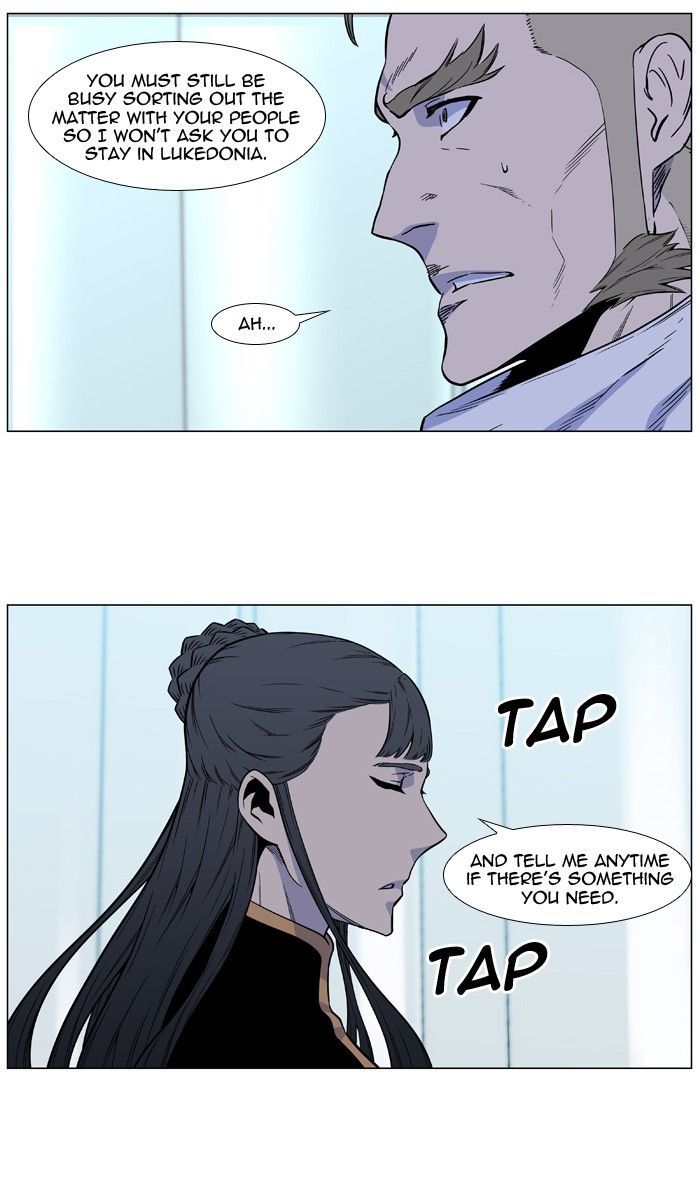 YOU MUST STILL BE
BUSY SORTING OUT THE
MATTER WITH YOUR PEOPLE
SO I WON'T ASK YOU TO
STAY IN LUKEDONIA.
AH...
TAP
AND TELL ME ANYTIME
IF THERE'S SOMETHING
YOU NEED.
TAP